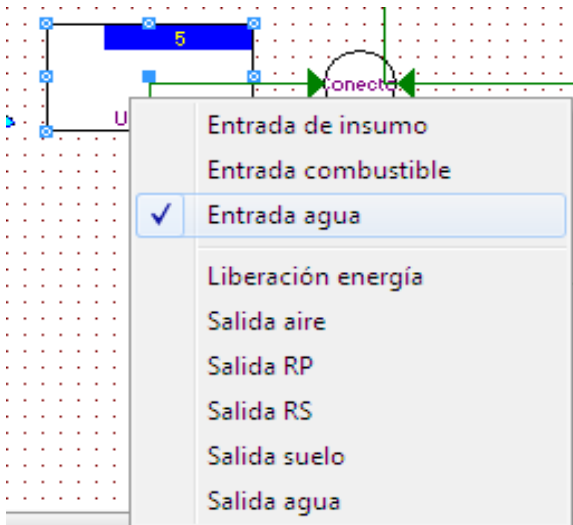 5
onecto
U
Entrada de insumo
Entrada combustible
Entrada agua
Liberación energía
Salida aire
Salida RP
Salida RS
Salida suelo
Salida agua